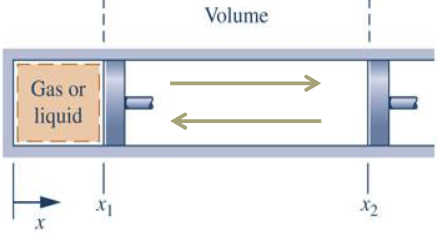 Volume
Gas or
liquid
x
x1
x2